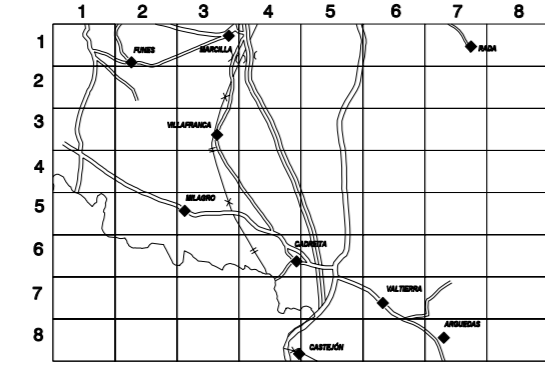 1 2 3 4 5 6 7 8
1
FUNES MARCILLA RADA
2
3
VILLAFRANCA
4
5
MILAGRO
6
CADREITA
7
VALTIERRA
ARGUEDAS
8
CASTEJÓN